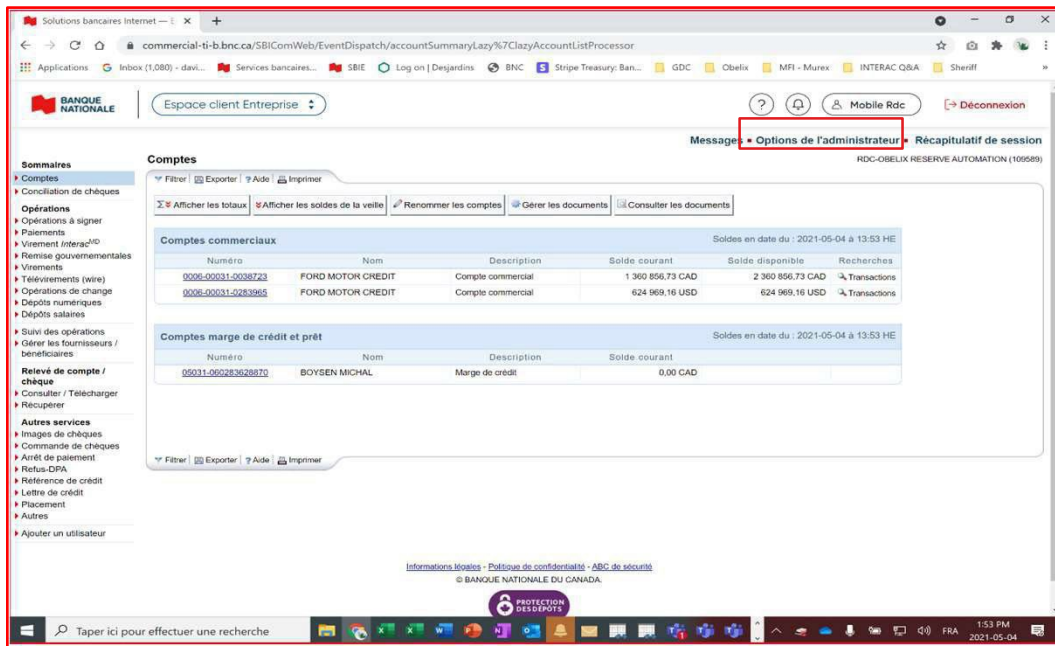 Solutions bancaires Internet — E
commercial-ti-b.bnc.ca/SBIComWeb/EventDispatch/accountSummaryLazy%7ClazyAccountListProcessor
Applications
Inbox (1,080) - davi...
Services bancaires...
SBIE
Log on | Desjardins
BNC
Stripe Treasury: Ban...
GDC
Obelix
MFI - Murex
INTERAC Q&A
Sheriff
»
BANQUE
NATIONALE
Espace client Entreprise
?
Mobile Rdc
Déconnexion
Messages ▪ Options de l'administrateur ▪ Récapitulatif de session
RDC-OBELIX RESERVE AUTOMATION (109589)
Sommaires
Comptes
Conciliation de chèques
Opérations
Opérations à signer
Paiements
Virement Interac MD
Remise gouvernementales
Virements
Télévirements (wire)
Opérations de change
Dépôts numériques
Dépôts salaires
Suivi des opérations
Gérer les fournisseurs /
bénéficiaires
Relevé de compte /
chèque
Consulter / Télécharger
Récupérer
Autres services
Images de chèques
Commande de chèques
Arrêt de paiement
Refus-DPA
Référence de crédit
Lettre de crédit
Placement
Autres
Ajouter un utilisateur
Comptes
Filtrer | Exporter | ? Aide | Imprimer
Σ Afficher les totaux
Afficher les soldes de la veille
Renommer les comptes
Gérer les documents
Consulter les documents
Comptes commerciaux Soldes en date du : 2021-05-04 à 13:53 HE
Numéro Nom Description Solde courant Solde disponible Recherches
0006-00031-0038723 FORD MOTOR CREDIT Compte commercial 1 360 856,73 CAD 2 360 856,73 CAD Transactions
0006-00031-0283965 FORD MOTOR CREDIT Compte commercial 624 969,16 USD 624 969,16 USD Transactions
Comptes marge de crédit et prêt Soldes en date du : 2021-05-04 à 13:53 HE
Numéro Nom Description Solde courant
05031-060283628870 BOYSEN MICHAL Marge de crédit 0,00 CAD
Filtrer | Exporter | ? Aide | Imprimer
Informations légales - Politique de confidentialité - ABC de sécurité
© BANQUE NATIONALE DU CANADA.
PROTECTION
DES DÉPÔTS
Taper ici pour effectuer une recherche
FRA
1:53 PM
2021-05-04